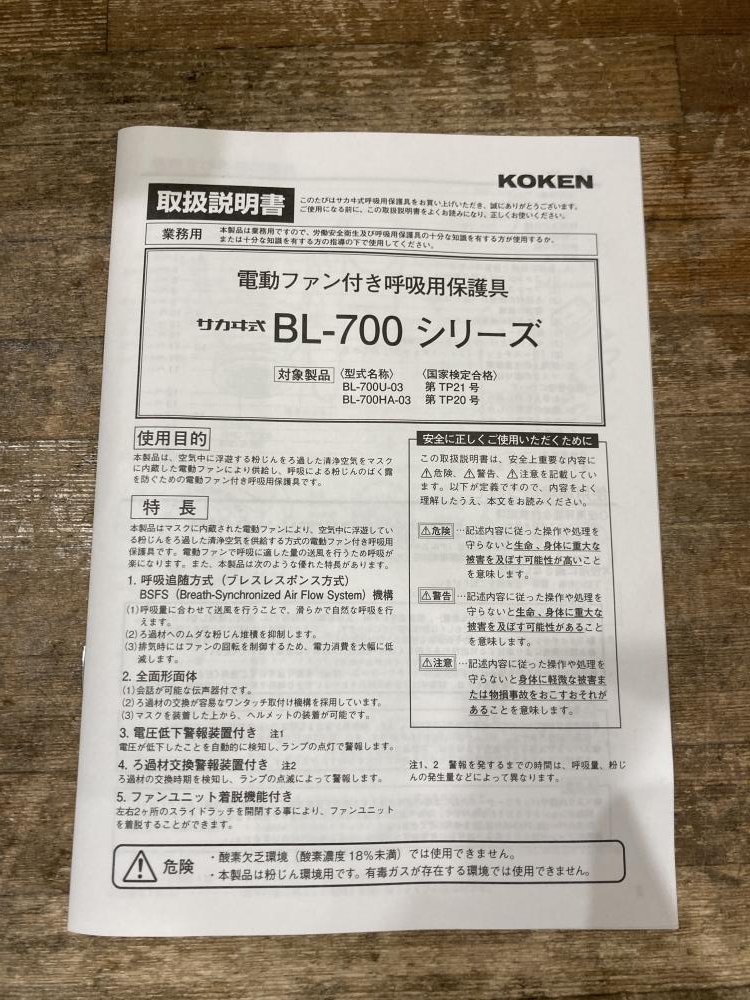 KOKEN
取扱説明書
このたびはサカヰ式呼吸用保護具をお買い上げいただき、誠にありがとうございます。
ご使用になる前に、この取扱説明書をよくお読みになり、正しくお使いください。
業務用
本製品は業務用ですので、労働安全衛生及び呼吸用保護具の十分な知識を有する方が使用するか、
または十分な知識を有する方の指導の下で使用してください。
電動ファン付き呼吸用保護具
サカヰ式 BL-700 シリーズ
対象製品 〈型式名称〉 〈国家検定合格〉
BL-700U-03 第 TP21 号
BL-700HA-03 第 TP20 号
使用目的
本製品は、空気中に浮遊する粉じんをろ過した清浄空気をマスク
に内蔵した電動ファンにより供給し、呼吸による粉じんのばく露
を防ぐための電動ファン付き呼吸用保護具です。
特 長
本製品はマスクに内蔵された電動ファンにより、空気中に浮遊してい
る粉じんをろ過した清浄空気を供給する方式の電動ファン付き呼吸用
保護具です。電動ファンで呼吸に適した量の送風を行うため呼吸が
楽になります。また、本製品は次のような優れた特長があります。
1. 呼吸追随方式（ブレスレスポンス方式）
BSFS（Breath-Synchronized Air Flow System）機構
(1)呼吸量に合わせて送風を行うことで、滑らかで自然な呼吸を行
えます。
(2)ろ過材へのムダな粉じん堆積を抑制します。
(3)排気時にはファンの回転を制御するため、電力消費を大幅に低
減します。
2. 全面形面体
(1)会話が可能な伝声器付です。
(2)ろ過材の交換が容易なワンタッチ取付け機構を採用しています。
(3)マスクを装着した上から、ヘルメットの装着が可能です。
3. 電圧低下警報装置付き 注1
電圧が低下したことを自動的に検知し、ランプの点灯で警報します。
4. ろ過材交換警報装置付き 注2
ろ過材の交換時期を検知し、ランプの点滅によって警報します。
5. ファンユニット着脱機能付き
左右2ヶ所のスライドラッチを開閉する事により、ファンユニット
を着脱することができます。
安全に正しくご使用いただくために
この取扱説明書は、安全上重要な内容に
⚠危険、⚠警告、⚠注意を記載してい
ます。以下が定義ですので、内容をよく
理解したうえ、本文をお読みください。
⚠危険…記述内容に従った操作や処理を
守らないと生命、身体に重大な
被害を及ぼす可能性が高いこと
を意味します。
⚠警告…記述内容に従った操作や処理を
守らないと生命、身体に重大な
被害を及ぼす可能性があること
を意味します。
⚠注意…記述内容に従った操作や処理を
守らないと身体に軽微な被害ま
たは物損事故をおこすおそれが
あることを意味します。
注1、2 警報を発するまでの時間は、呼吸量、粉じ
んの発生量などによって異なります。
⚠ 危険
・酸素欠乏環境（酸素濃度 18％未満）では使用できません。
・本製品は粉じん環境用です。有毒ガスが存在する環境では使用できません。